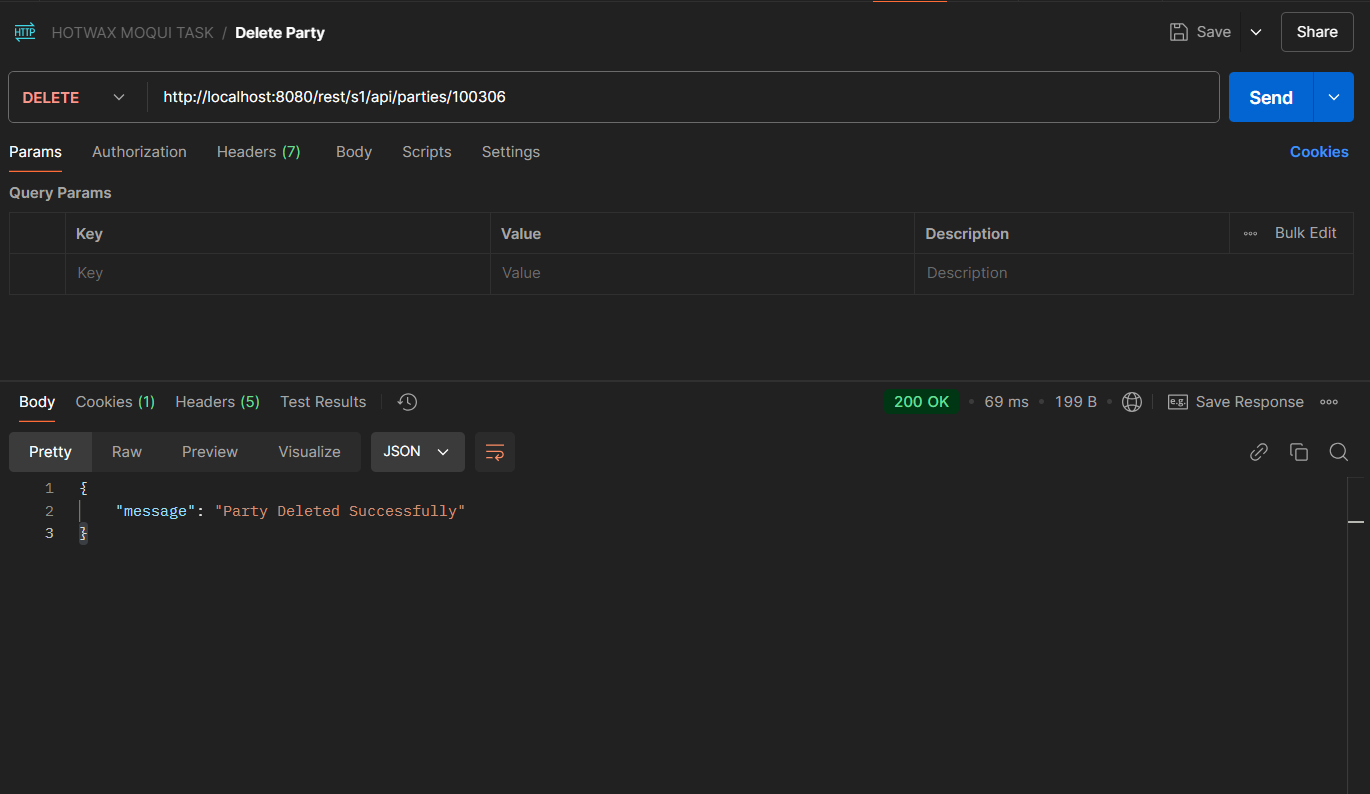 HTTP HOTWAX MOQUI TASK / Delete Party Save Share
DELETE http://localhost:8080/rest/s1/api/parties/100306 Send
Params Authorization Headers (7) Body Scripts Settings Cookies
Query Params
Key Value Description Bulk Edit
Key Value Description
Body Cookies (1) Headers (5) Test Results 200 OK • 69 ms • 199 B • e.g. Save Response
Pretty Raw Preview Visualize JSON
1 {
2 "message": "Party Deleted Successfully"
3 }